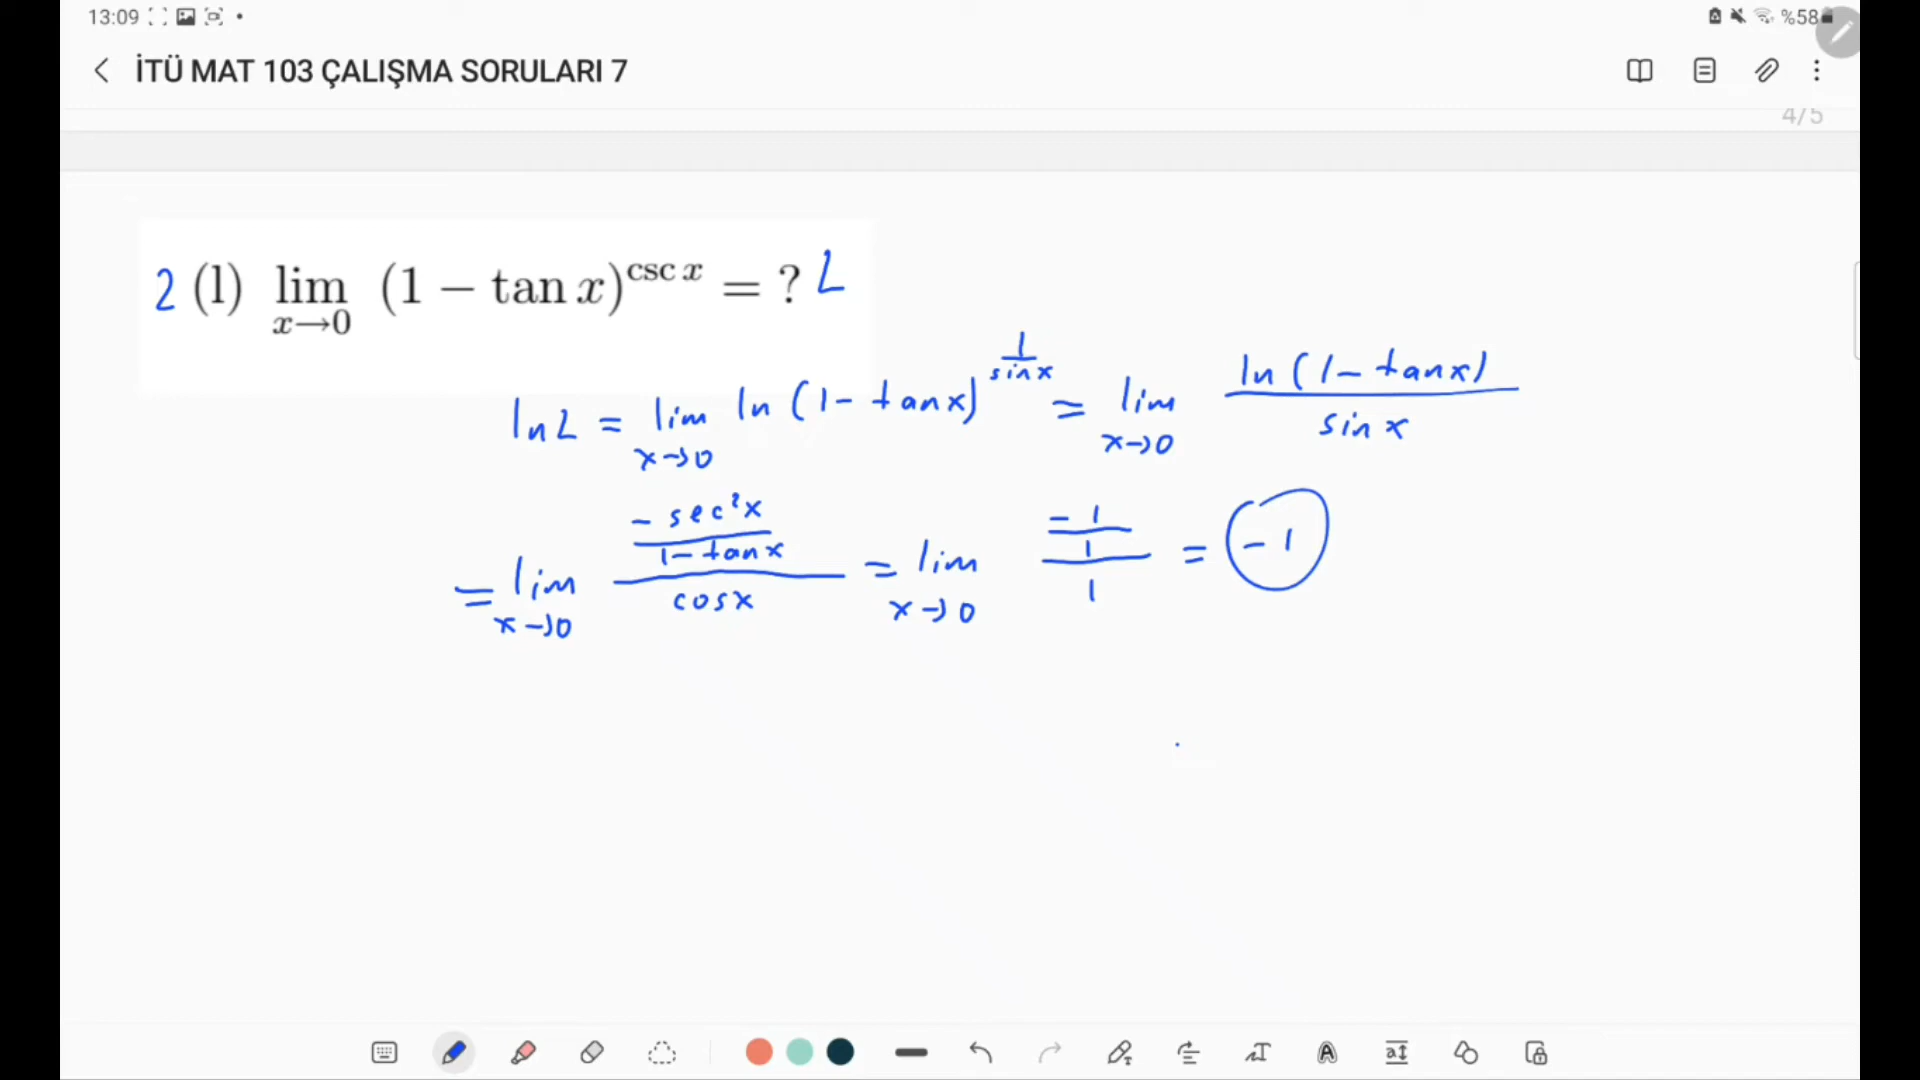 13:09
%58
İTÜ MAT 103 ÇALIŞMA SORULARI 7
4/5
2 (l) lim x→0 (1 − tan x)^csc x = ? L
ln L = lim x→0 ln (1 - tanx)^1/sinx = lim x→0 ln (1 - tanx) / sin x
= lim x→0 (- sec²x / 1 - tanx) / cosx = lim x→0 (-1 / 1) / 1 = -1